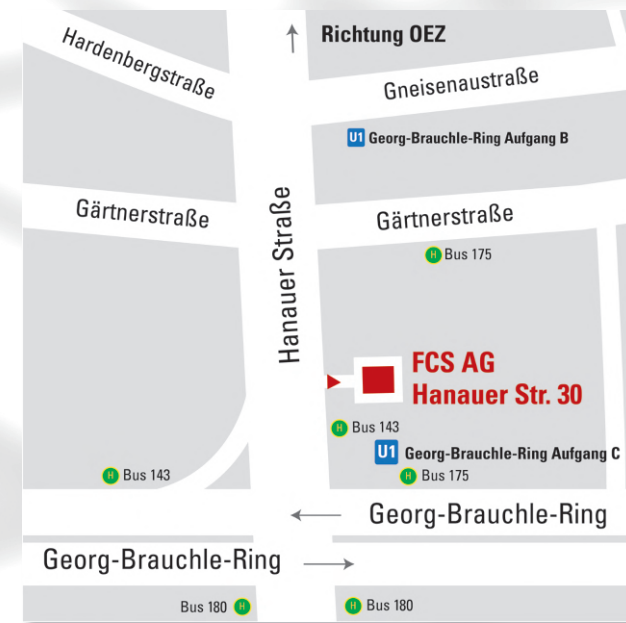 Richtung OEZ
Hardenbergstraße
Gneisenaustraße
U1 Georg-Brauchle-Ring Aufgang B
Gärtnerstraße
Gärtnerstraße
Hanauer Straße
H Bus 175
FCS AG
Hanauer Str. 30
H Bus 143
U1 Georg-Brauchle-Ring Aufgang C
H Bus 143
H Bus 175
Georg-Brauchle-Ring
Georg-Brauchle-Ring
Bus 180 H
H Bus 180